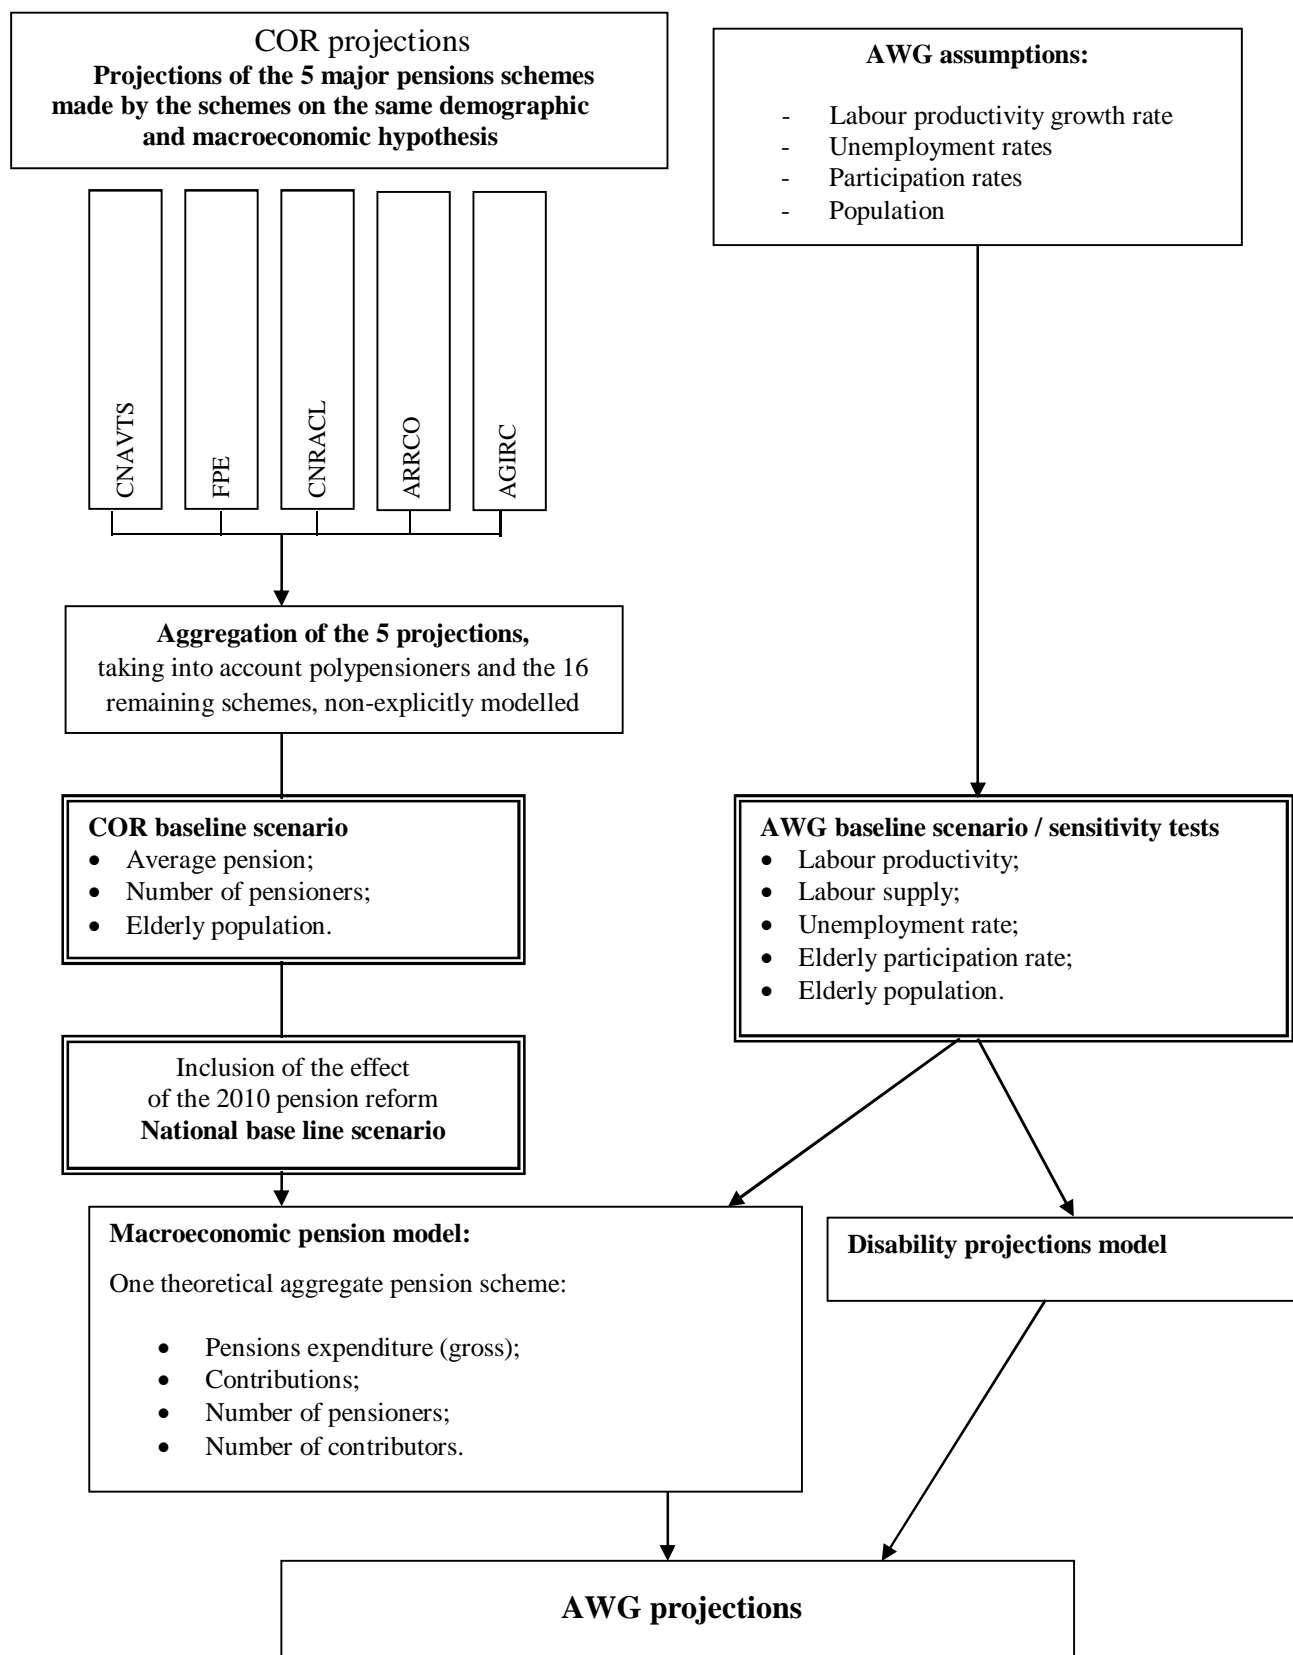 COR projections
Projections of the 5 major pensions schemes
made by the schemes on the same demographic
and macroeconomic hypothesis
AWG assumptions:
- Labour productivity growth rate
- Unemployment rates
- Participation rates
- Population
CNAVTS
FPE
CNRACL
ARRCO
AGIRC
Aggregation of the 5 projections,
taking into account polypensioners and the 16
remaining schemes, non-explicitly modelled
COR baseline scenario
• Average pension;
• Number of pensioners;
• Elderly population.
AWG baseline scenario / sensitivity tests
• Labour productivity;
• Labour supply;
• Unemployment rate;
• Elderly participation rate;
• Elderly population.
Inclusion of the effect
of the 2010 pension reform
National base line scenario
Macroeconomic pension model:
One theoretical aggregate pension scheme:
• Pensions expenditure (gross);
• Contributions;
• Number of pensioners;
• Number of contributors.
Disability projections model
AWG projections